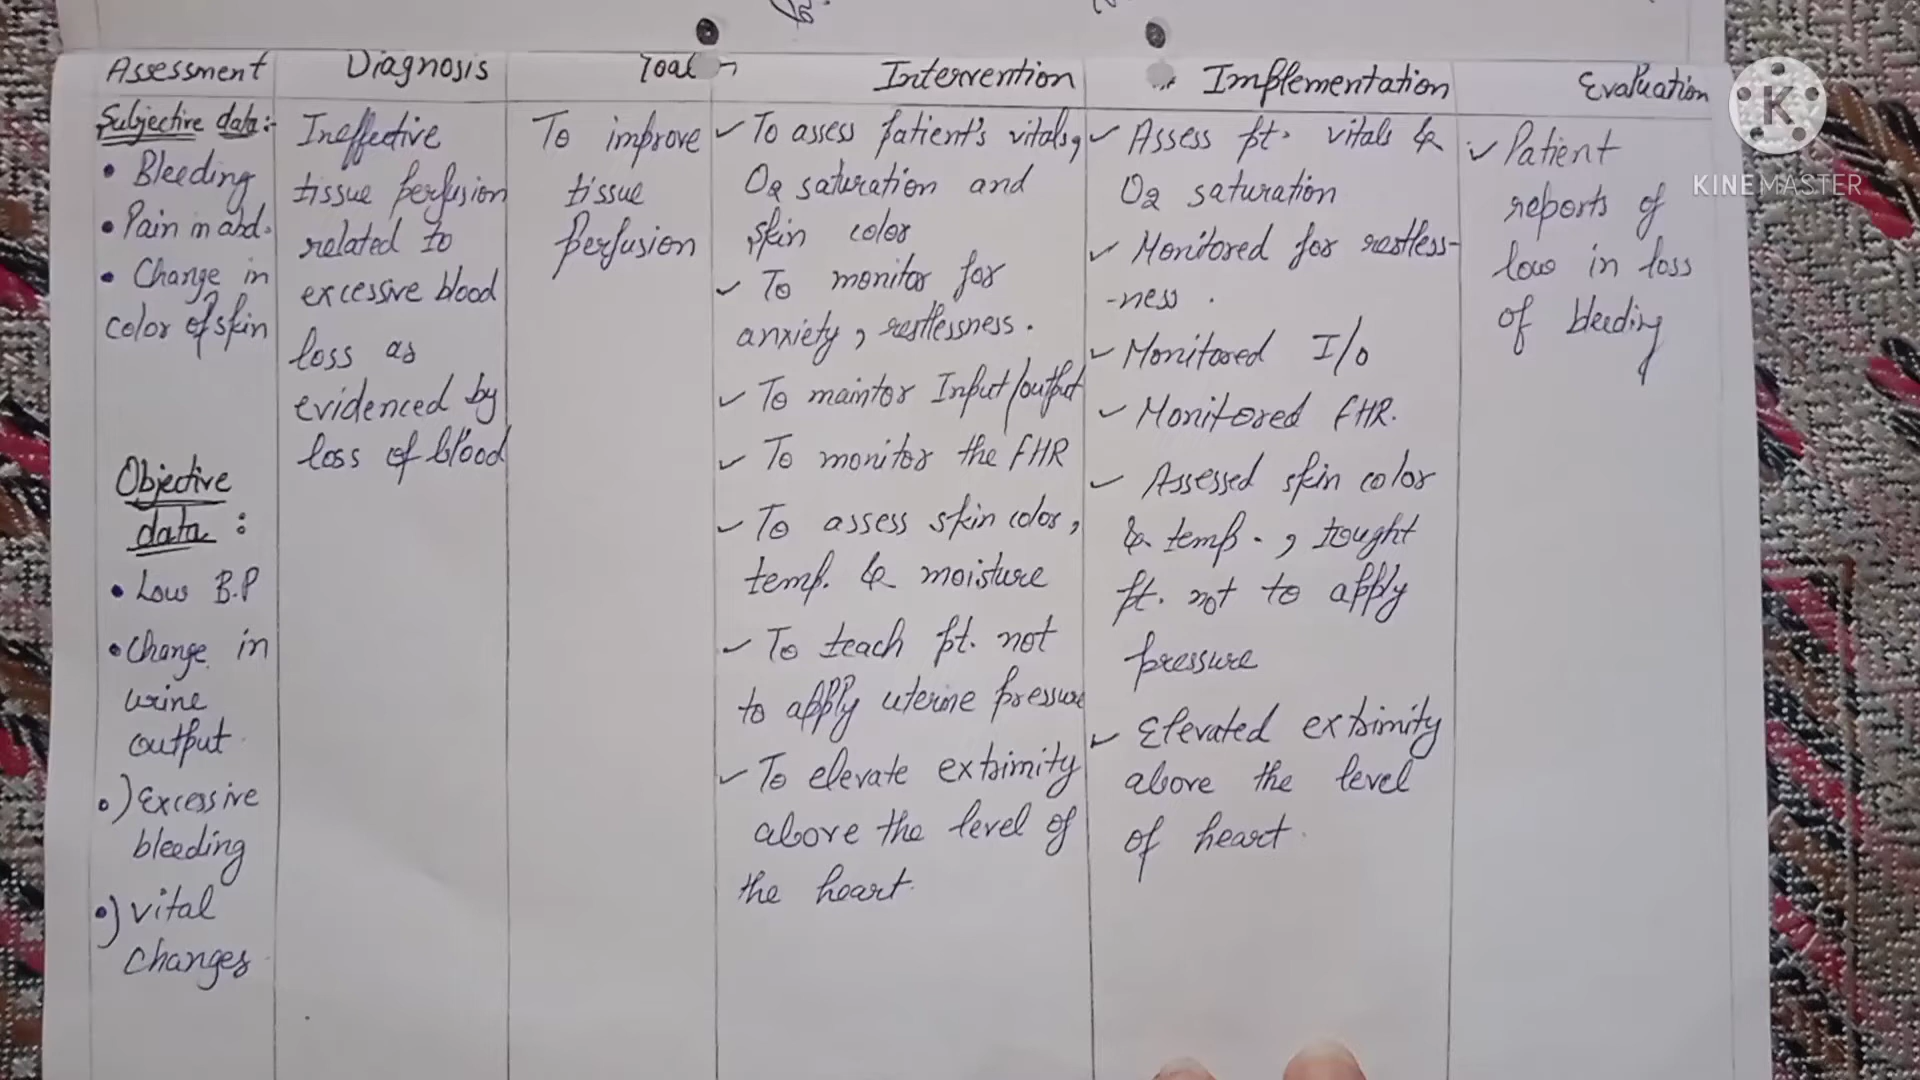 Assessment
Subjective data:-
• Bleeding
• Pain in abd.
• Change in
color of skin
Objective
data :
• Low B.P
• Change in
urine
output
•) Excessive
bleeding
•) Vital
changes
Diagnosis
Ineffective
tissue perfusion
related to
excessive blood
loss as
evidenced by
loss of blood
Goal
To improve
tissue
perfusion
Intervention
✓ To assess patient's vitals,
O2 saturation and
skin color
✓ To monitor for
anxiety, restlessness.
✓ To maintor Input/output
✓ To monitor the FHR
✓ To assess skin color,
temp. & moisture
✓ To teach pt. not
to apply uterine pressure
✓ To elevate extrimity
above the level of
the heart.
Implementation
✓ Assess pt. vitals &
O2 saturation
✓ Monitored for restless-
-ness.
✓ Monitored I/O
✓ Monitored FHR.
✓ Assessed skin color
& temp., tought
pt. not to apply
pressure
✓ Elevated extrimity
above the level
of heart.
Evaluation
✓ Patient
reports of
low in loss
of bleeding
K
KINEMASTER